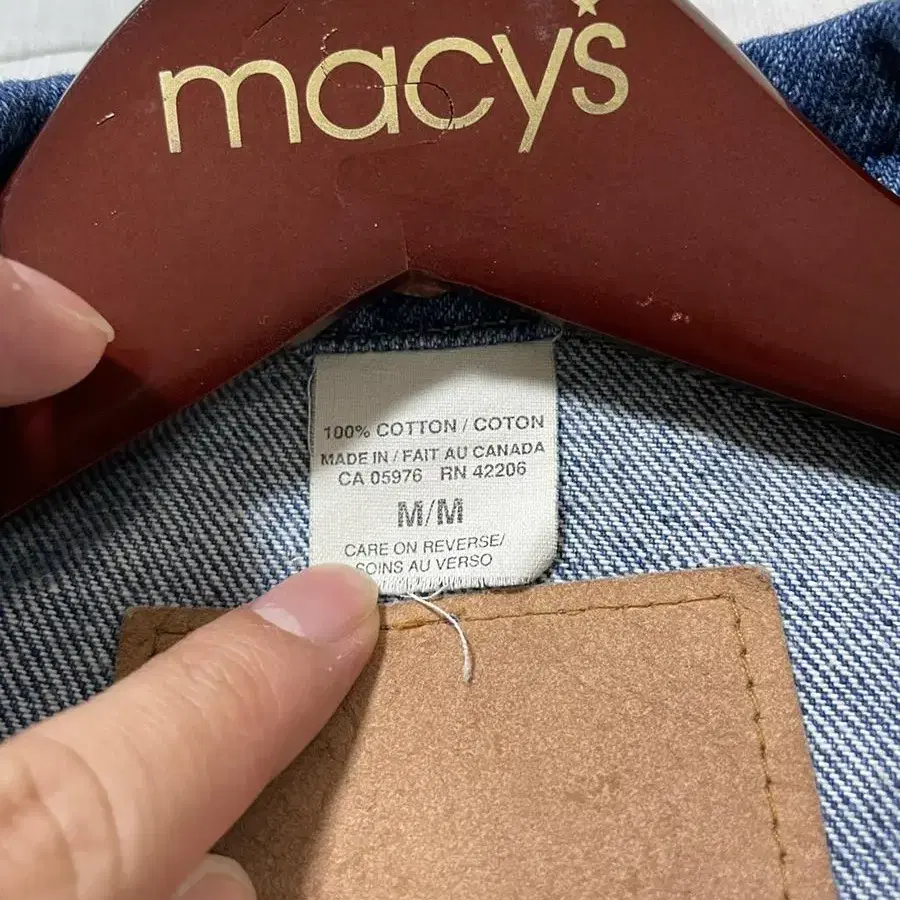 macy's
100% COTTON / COTON
MADE IN / FAIT AU CANADA
CA 05976 RN 42206
M/M
CARE ON REVERSE/
SOINS AU VERSO